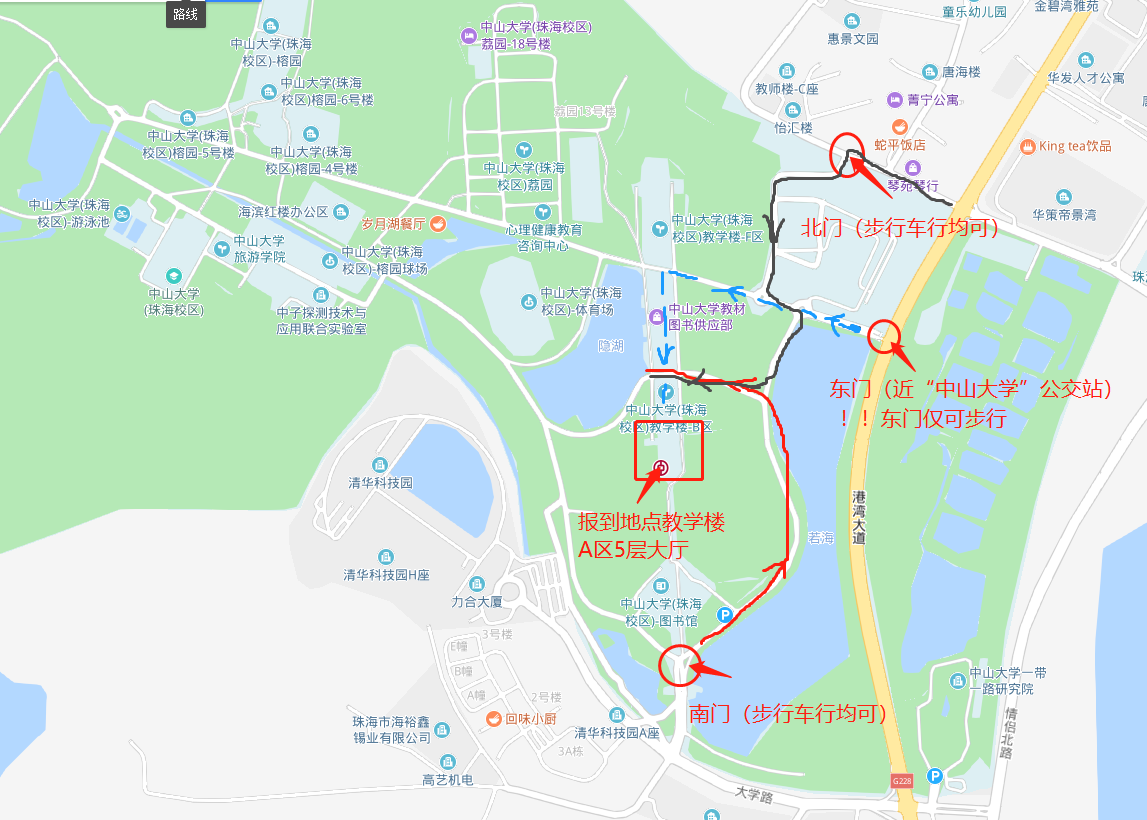 路线
中山大学(珠海
校区)-榕园
中山大学(珠海校区)
荔园-18号楼
惠景文园
童乐幼儿园
金碧湾雅苑
华发人才公寓
唐海楼
教师楼-C座
菁宁公寓
怡汇楼
蛇平饭店
King tea饮品
琴苑琴行
华策帝景湾
中山大学(珠海
校区)榕园-6号楼
中山大学(珠海
校区)榕园-5号楼
中山大学(珠海
校区)榕园-4号楼
荔园13号楼
中山大学(珠海
校区)荔园
中山大学(珠海
校区)-游泳池
海滨红楼办公区
岁月湖餐厅
心理健康教育
咨询中心
中山大学(珠海
校区)教学楼-F区
北门（步行车行均可）
中山大学
旅游学院
中山大学(珠海
校区)-榕园球场
中山大学
(珠海校区)
中子探测技术与
应用联合实验室
中山大学(珠海
校区)-体育场
中山大学教材
图书供应部
隐湖
珠
东门（近“中山大学”公交站）
！！东门仅可步行
中山大学(珠海
校区)教学楼-B区
清华科技园
报到地点教学楼
A区5层大厅
港湾大道
若海
清华科技园H座
力合大厦
中山大学(珠海
校区)-图书馆
P
3号楼
E幢
B幢
A幢
2号楼
南门（步行车行均可）
中山大学一带
一路研究院
情侣北路
珠海市海裕鑫
锡业有限公司
回味小厨
清华科技园A座
3A栋
高艺机电
大学路
G228
P